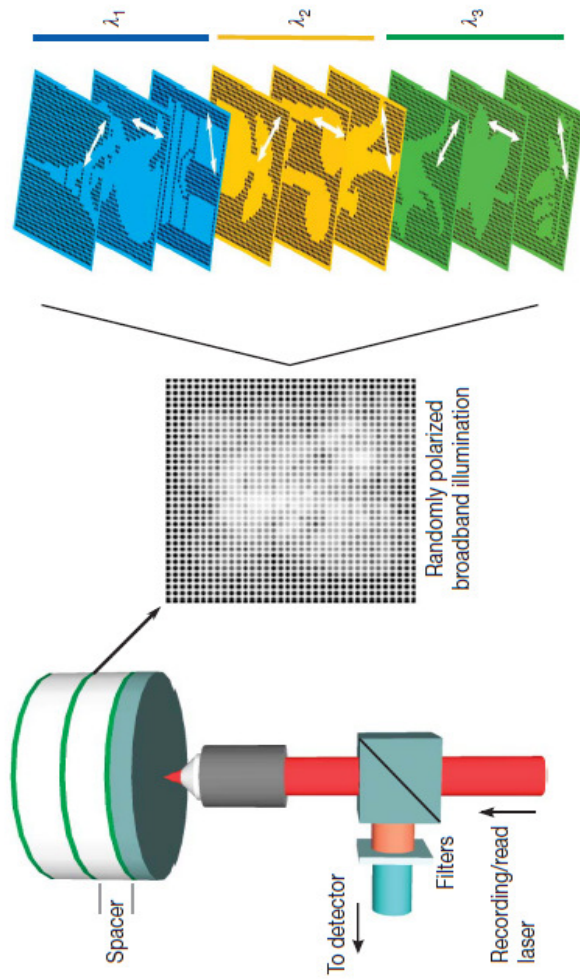 Spacer
To detector
Filters
Recording/read
laser
Randomly polarized
broadband illumination
λ1
λ2
λ3